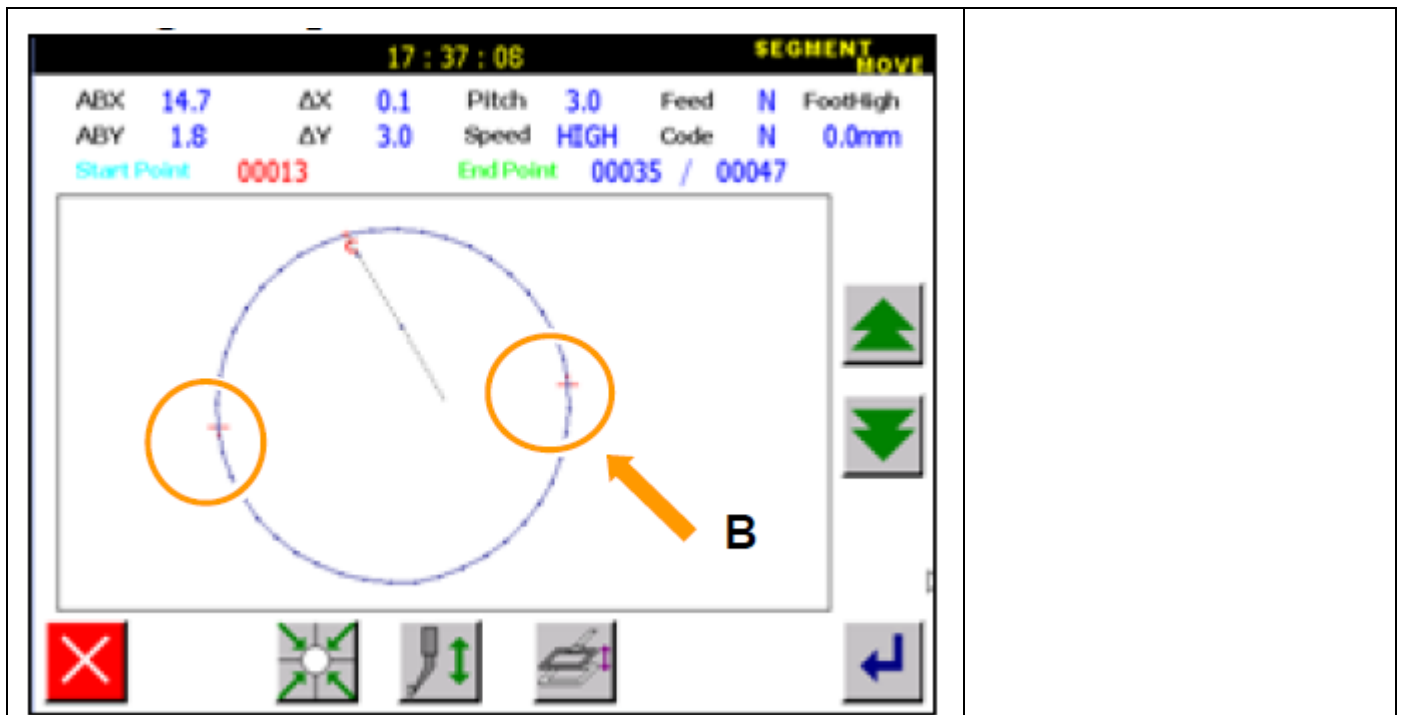 17 : 37 : 08 SEGMENT MOVE
ABX 14.7 ΔX 0.1 Pitch 3.0 Feed N FootHigh
ABY 1.8 ΔY 3.0 Speed HIGH Code N 0.0mm
Start Point 00013 End Point 00035 / 00047
B